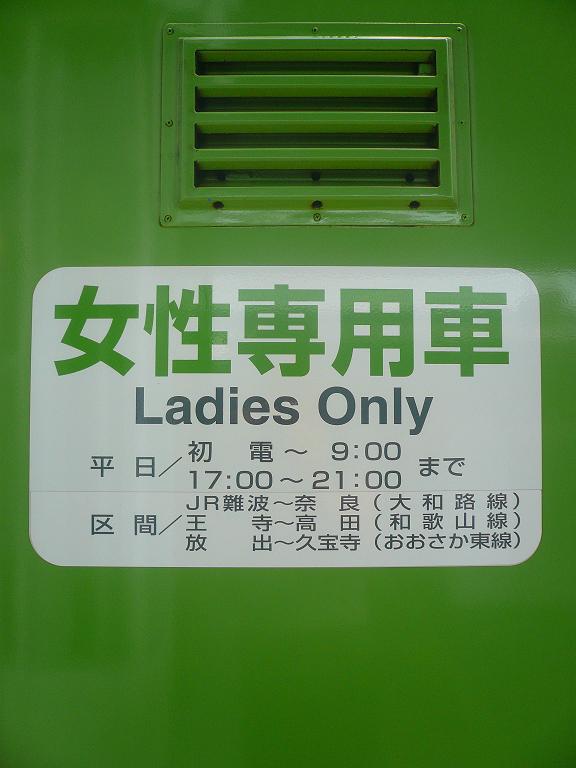 女性専用車
Ladies Only
平日／初電～9:00
17:00～21:00まで
区間／JR難波～奈良（大和路線）
王寺～高田（和歌山線）
放出～久宝寺（おおさか東線）